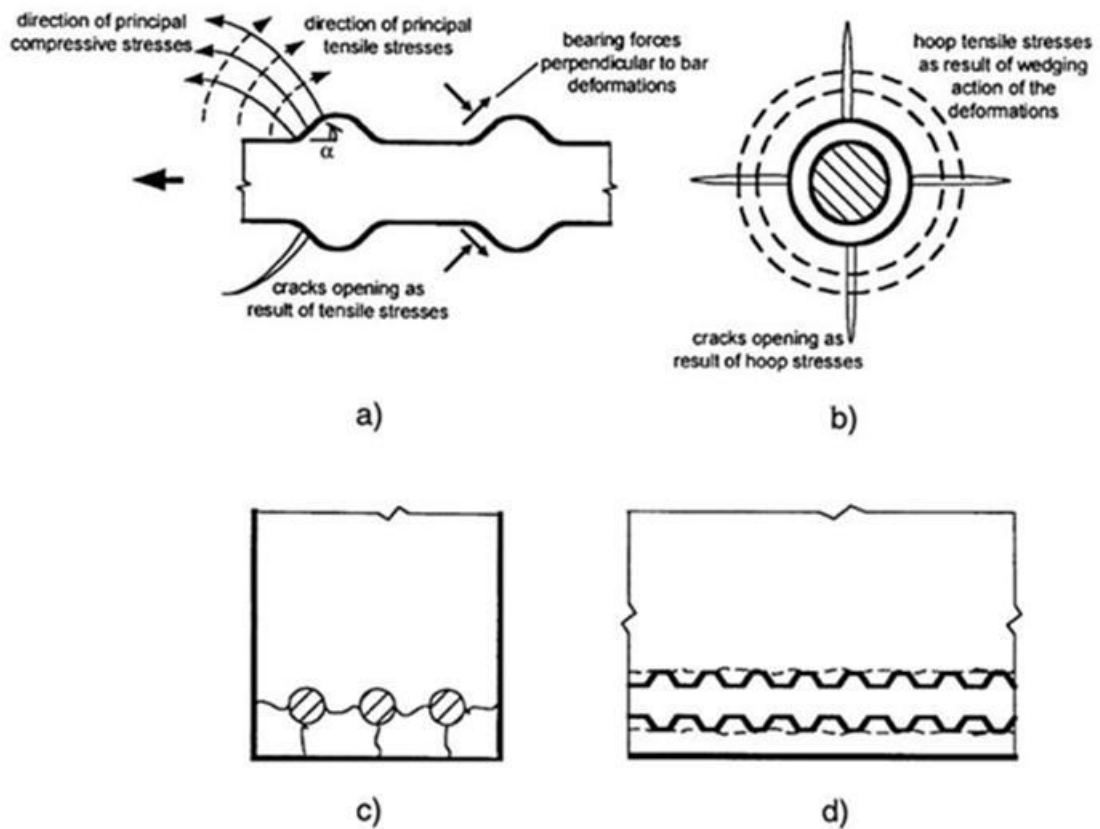 direction of principal
compressive stresses
direction of principal
tensile stresses
bearing forces
perpendicular to bar
deformations
α
cracks opening as
result of tensile stresses
a)
hoop tensile stresses
as result of wedging
action of the
deformations
cracks opening as
result of hoop stresses
b)
c)
d)